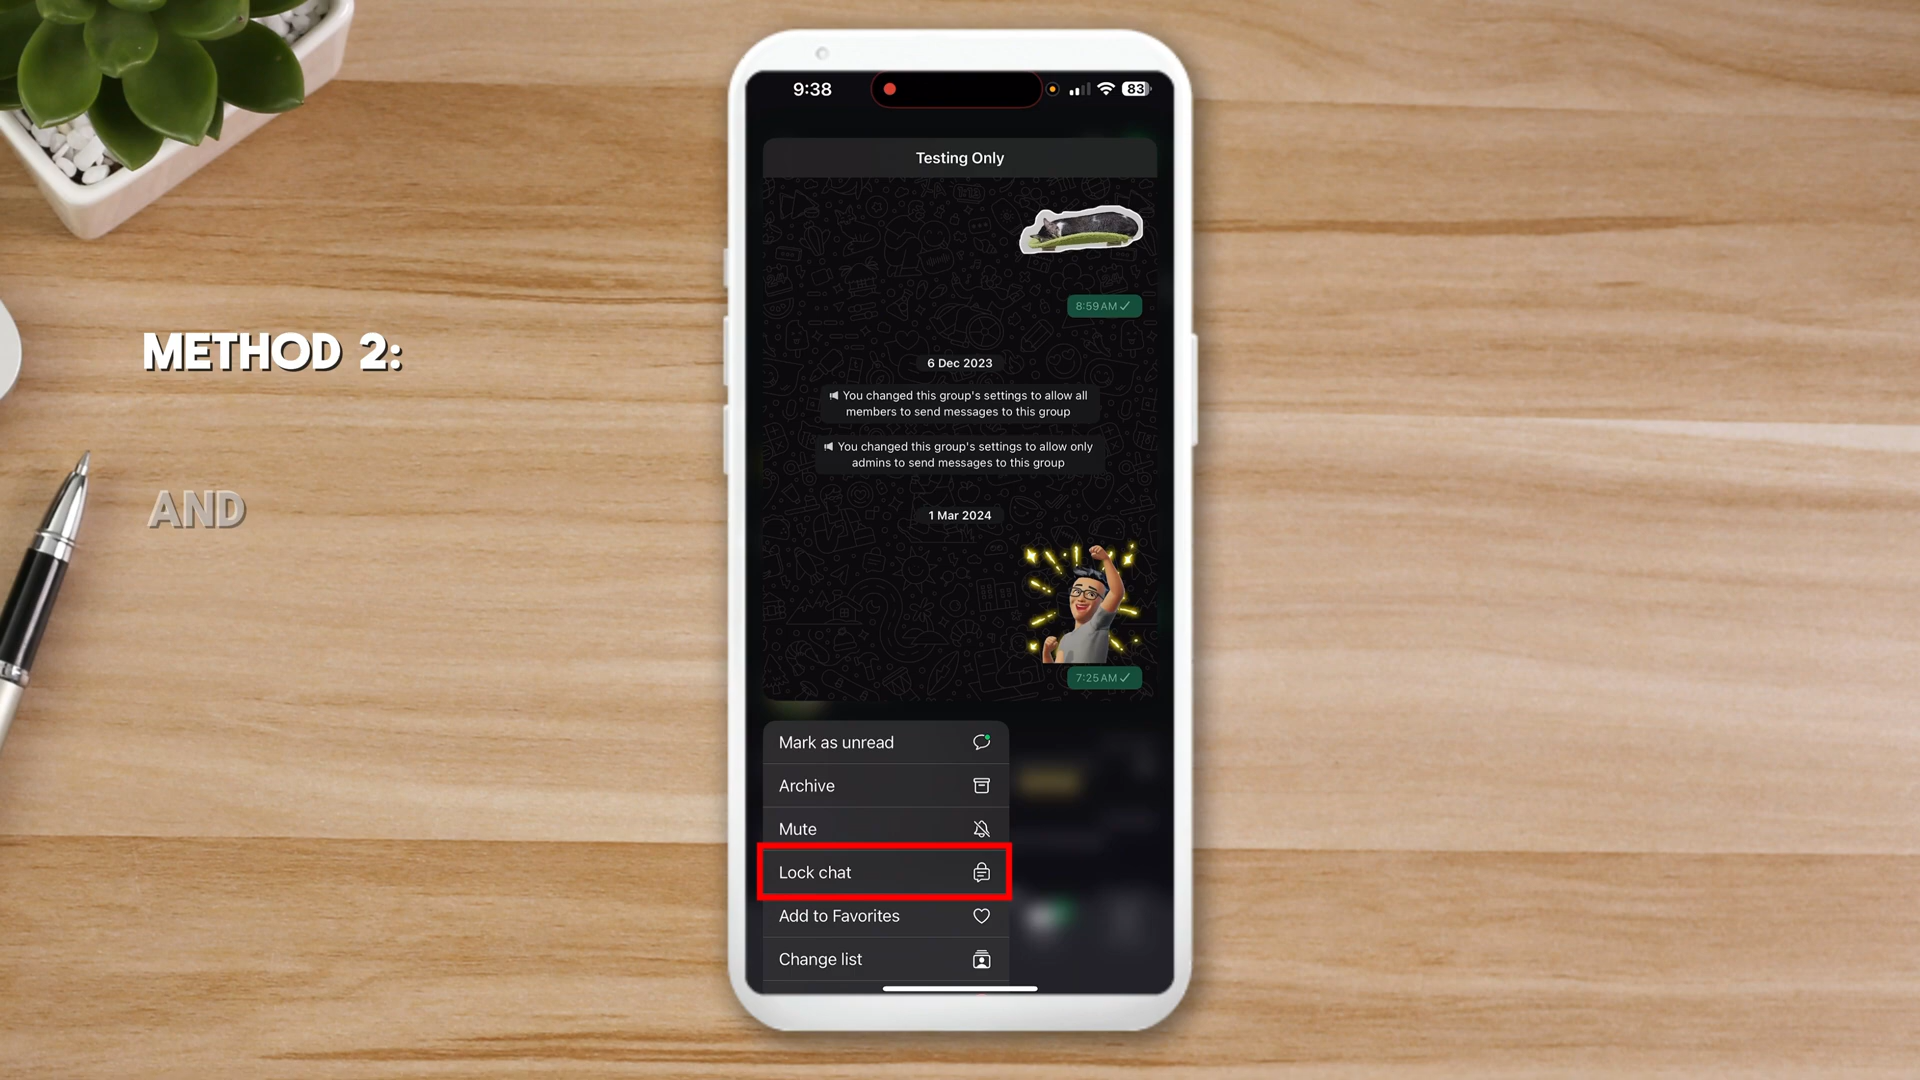 METHOD 2:
AND
9:38
83
Testing Only
8:59 AM
6 Dec 2023
You changed this group's settings to allow all
members to send messages to this group
You changed this group's settings to allow only
admins to send messages to this group
1 Mar 2024
7:25 AM
Mark as unread
Archive
Mute
Lock chat
Add to Favorites
Change list